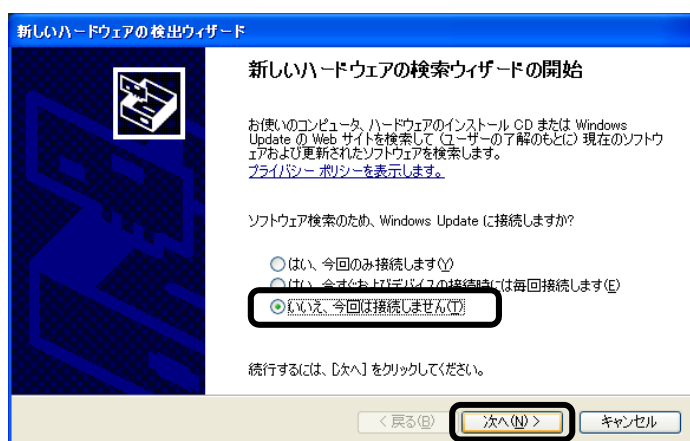 新しいハードウェアの検出ウィザード
新しいハードウェアの検索ウィザードの開始
お使いのコンピュータ、ハードウェアのインストール CD または Windows
Update の Web サイトを検索して (ユーザーの了解のもとに) 現在のソフトウ
ェアおよび更新されたソフトウェアを検索します。
プライバシー ポリシーを表示します。
ソフトウェア検索のため、Windows Update に接続しますか?
はい、今回のみ接続します(Y)
はい、今すぐおよびデバイスの接続時には毎回接続します(E)
いいえ、今回は接続しません(T)
続行するには、[次へ] をクリックしてください。
< 戻る(B)
次へ(N) >
キャンセル